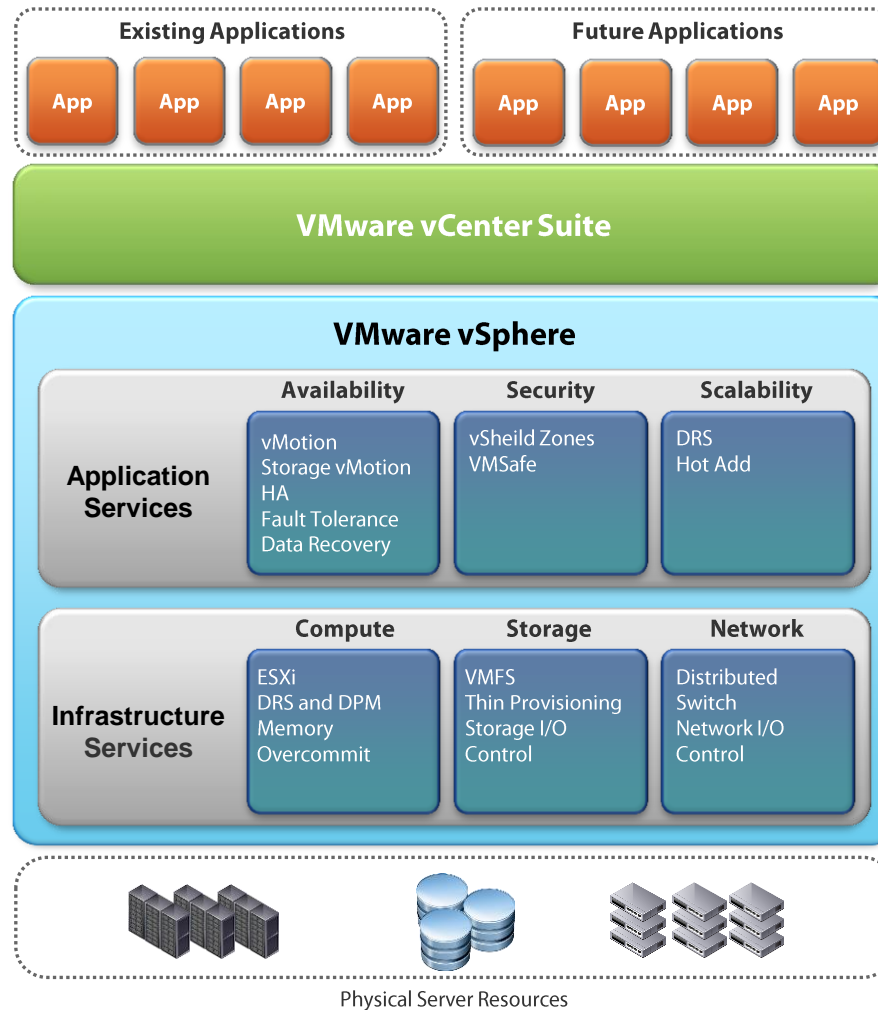 Existing Applications
Future Applications
App
App
App
App
App
App
App
App
VMware vCenter Suite
VMware vSphere
Application
Services
Availability
vMotion
Storage vMotion
HA
Fault Tolerance
Data Recovery
Security
vSheild Zones
VMSafe
Scalability
DRS
Hot Add
Infrastructure
Services
Compute
ESXi
DRS and DPM
Memory
Overcommit
Storage
VMFS
Thin Provisioning
Storage I/O
Control
Network
Distributed
Switch
Network I/O
Control
Physical Server Resources